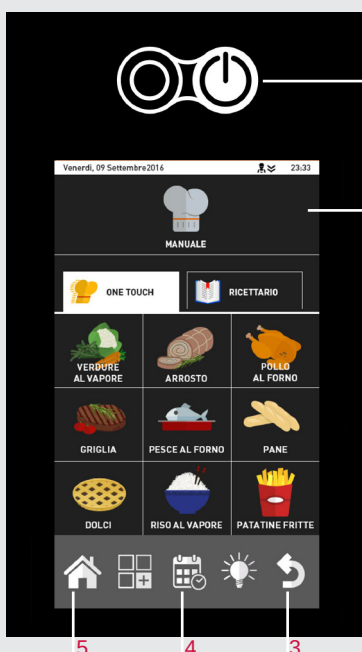 Venerdì, 09 Settembre2016 23:33
MANUALE
ONE TOUCH
RICETTARIO
VERDURE
AL VAPORE
ARROSTO
POLLO
AL FORNO
GRIGLIA
PESCE AL FORNO
PANE
DOLCI
RISO AL VAPORE
PATATINE FRITTE
5 4 3